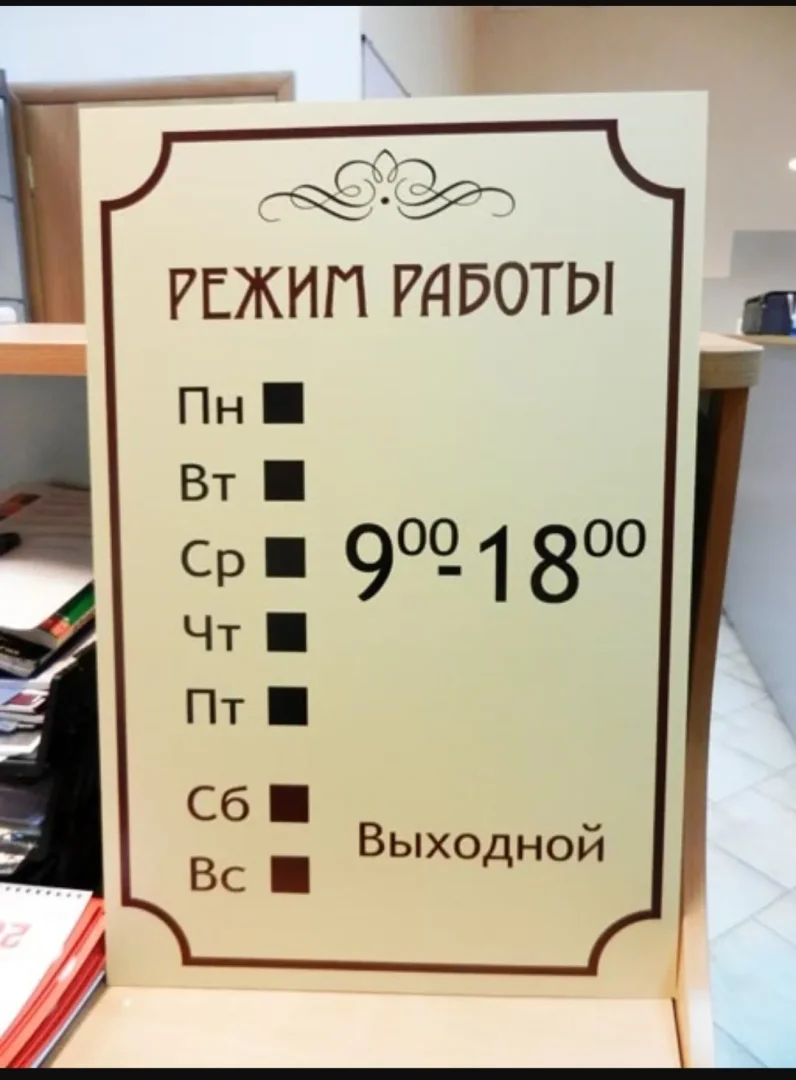 РЕЖИМ РАБОТЫ
Пн
Вт
Ср 9⁰⁰-18⁰⁰
Чт
Пт
Сб
Выходной
Вс